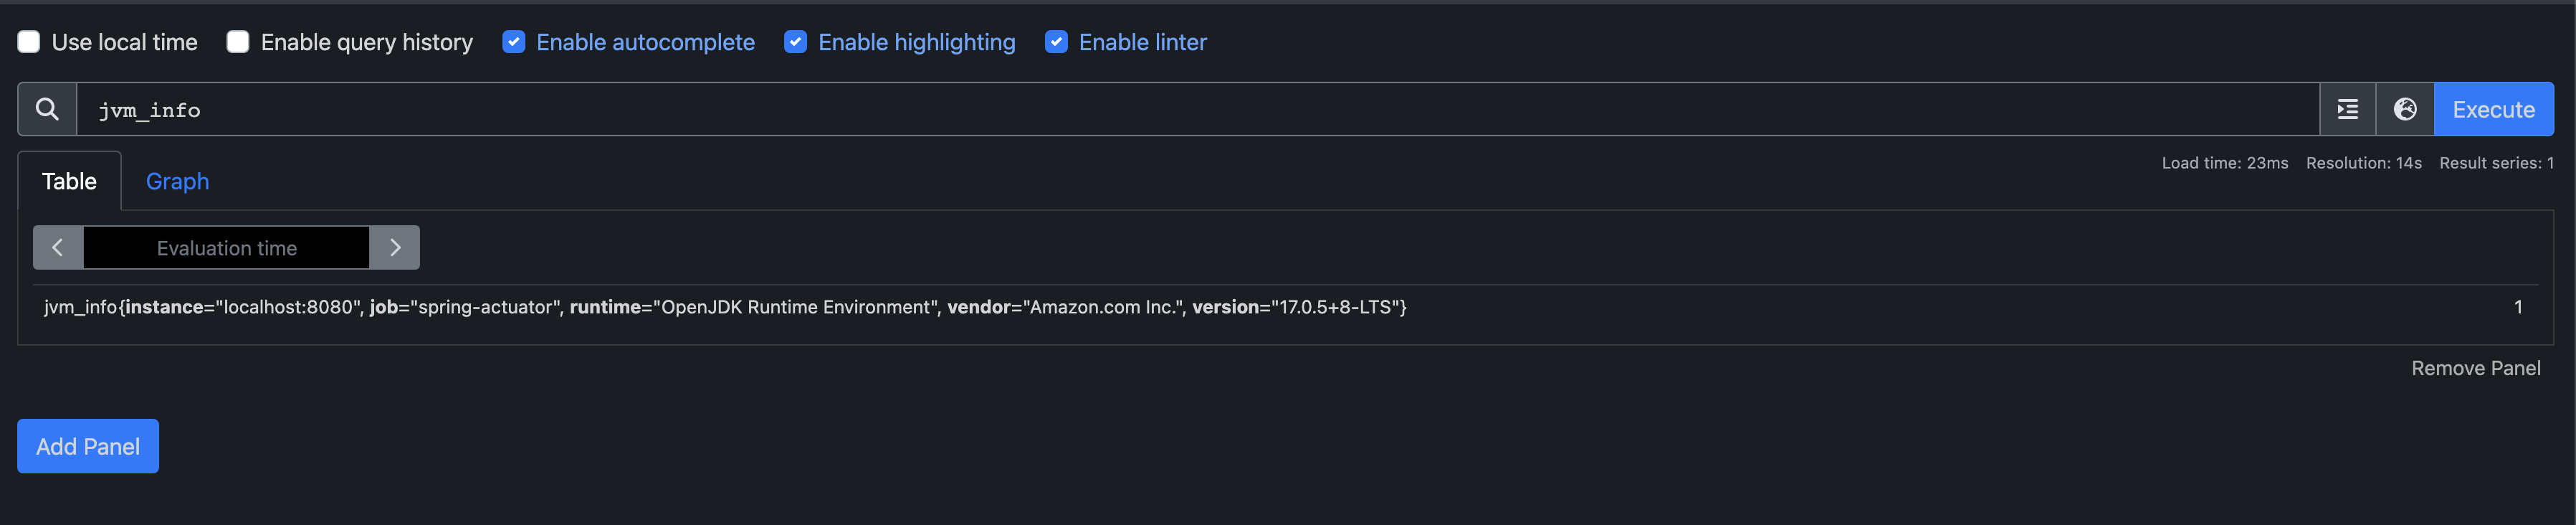 Use local time Enable query history Enable autocomplete Enable highlighting Enable linter
jvm_info Execute
Table Graph Load time: 23ms Resolution: 14s Result series: 1
Evaluation time
jvm_info{instance="localhost:8080", job="spring-actuator", runtime="OpenJDK Runtime Environment", vendor="Amazon.com Inc.", version="17.0.5+8-LTS"} 1
Remove Panel
Add Panel